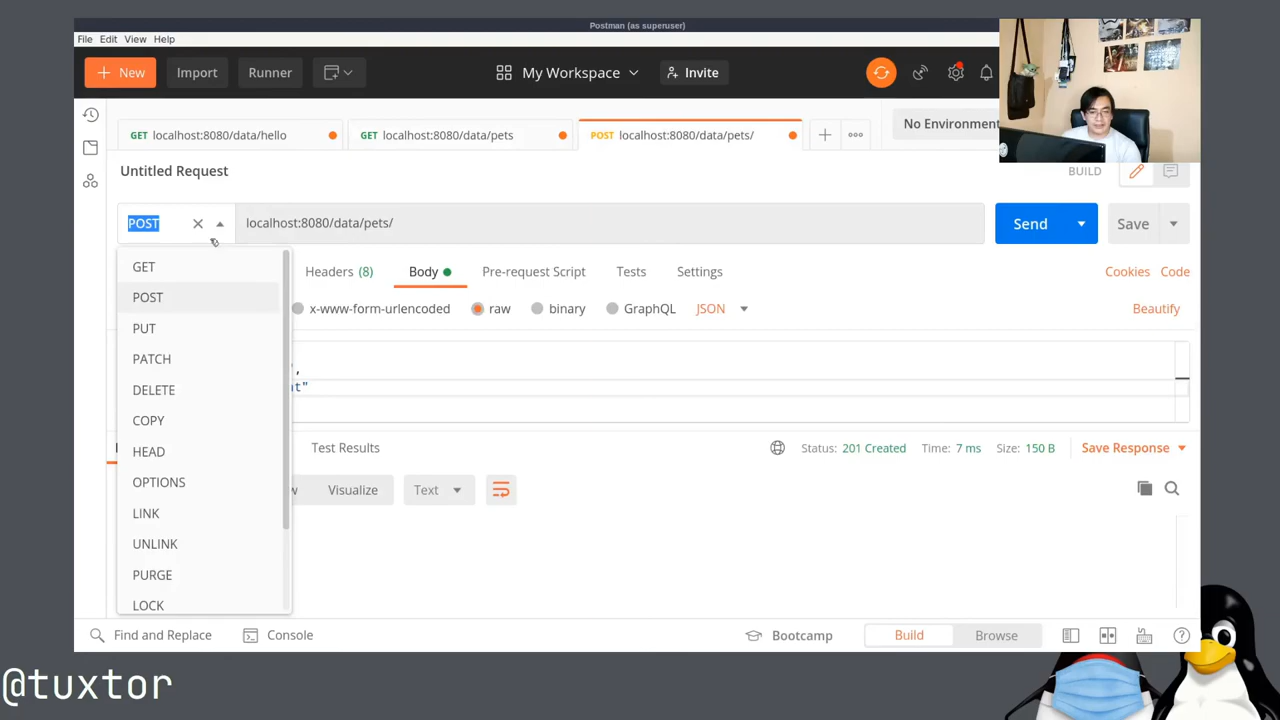 Postman (as superuser)
File Edit View Help
New Import Runner My Workspace Invite
GET localhost:8080/data/hello GET localhost:8080/data/pets POST localhost:8080/data/pets/ No Environment
Untitled Request BUILD
POST localhost:8080/data/pets/ Send Save
GET
Headers (8) Body Pre-request Script Tests Settings Cookies Code
POST
x-www-form-urlencoded raw binary GraphQL JSON Beautify
PUT
PATCH
",
DELETE
t"
COPY
HEAD
Test Results Status: 201 Created Time: 7 ms Size: 150 B Save Response
OPTIONS
Visualize Text
LINK
UNLINK
PURGE
LOCK
Find and Replace Console Bootcamp Build Browse
@tuxtor